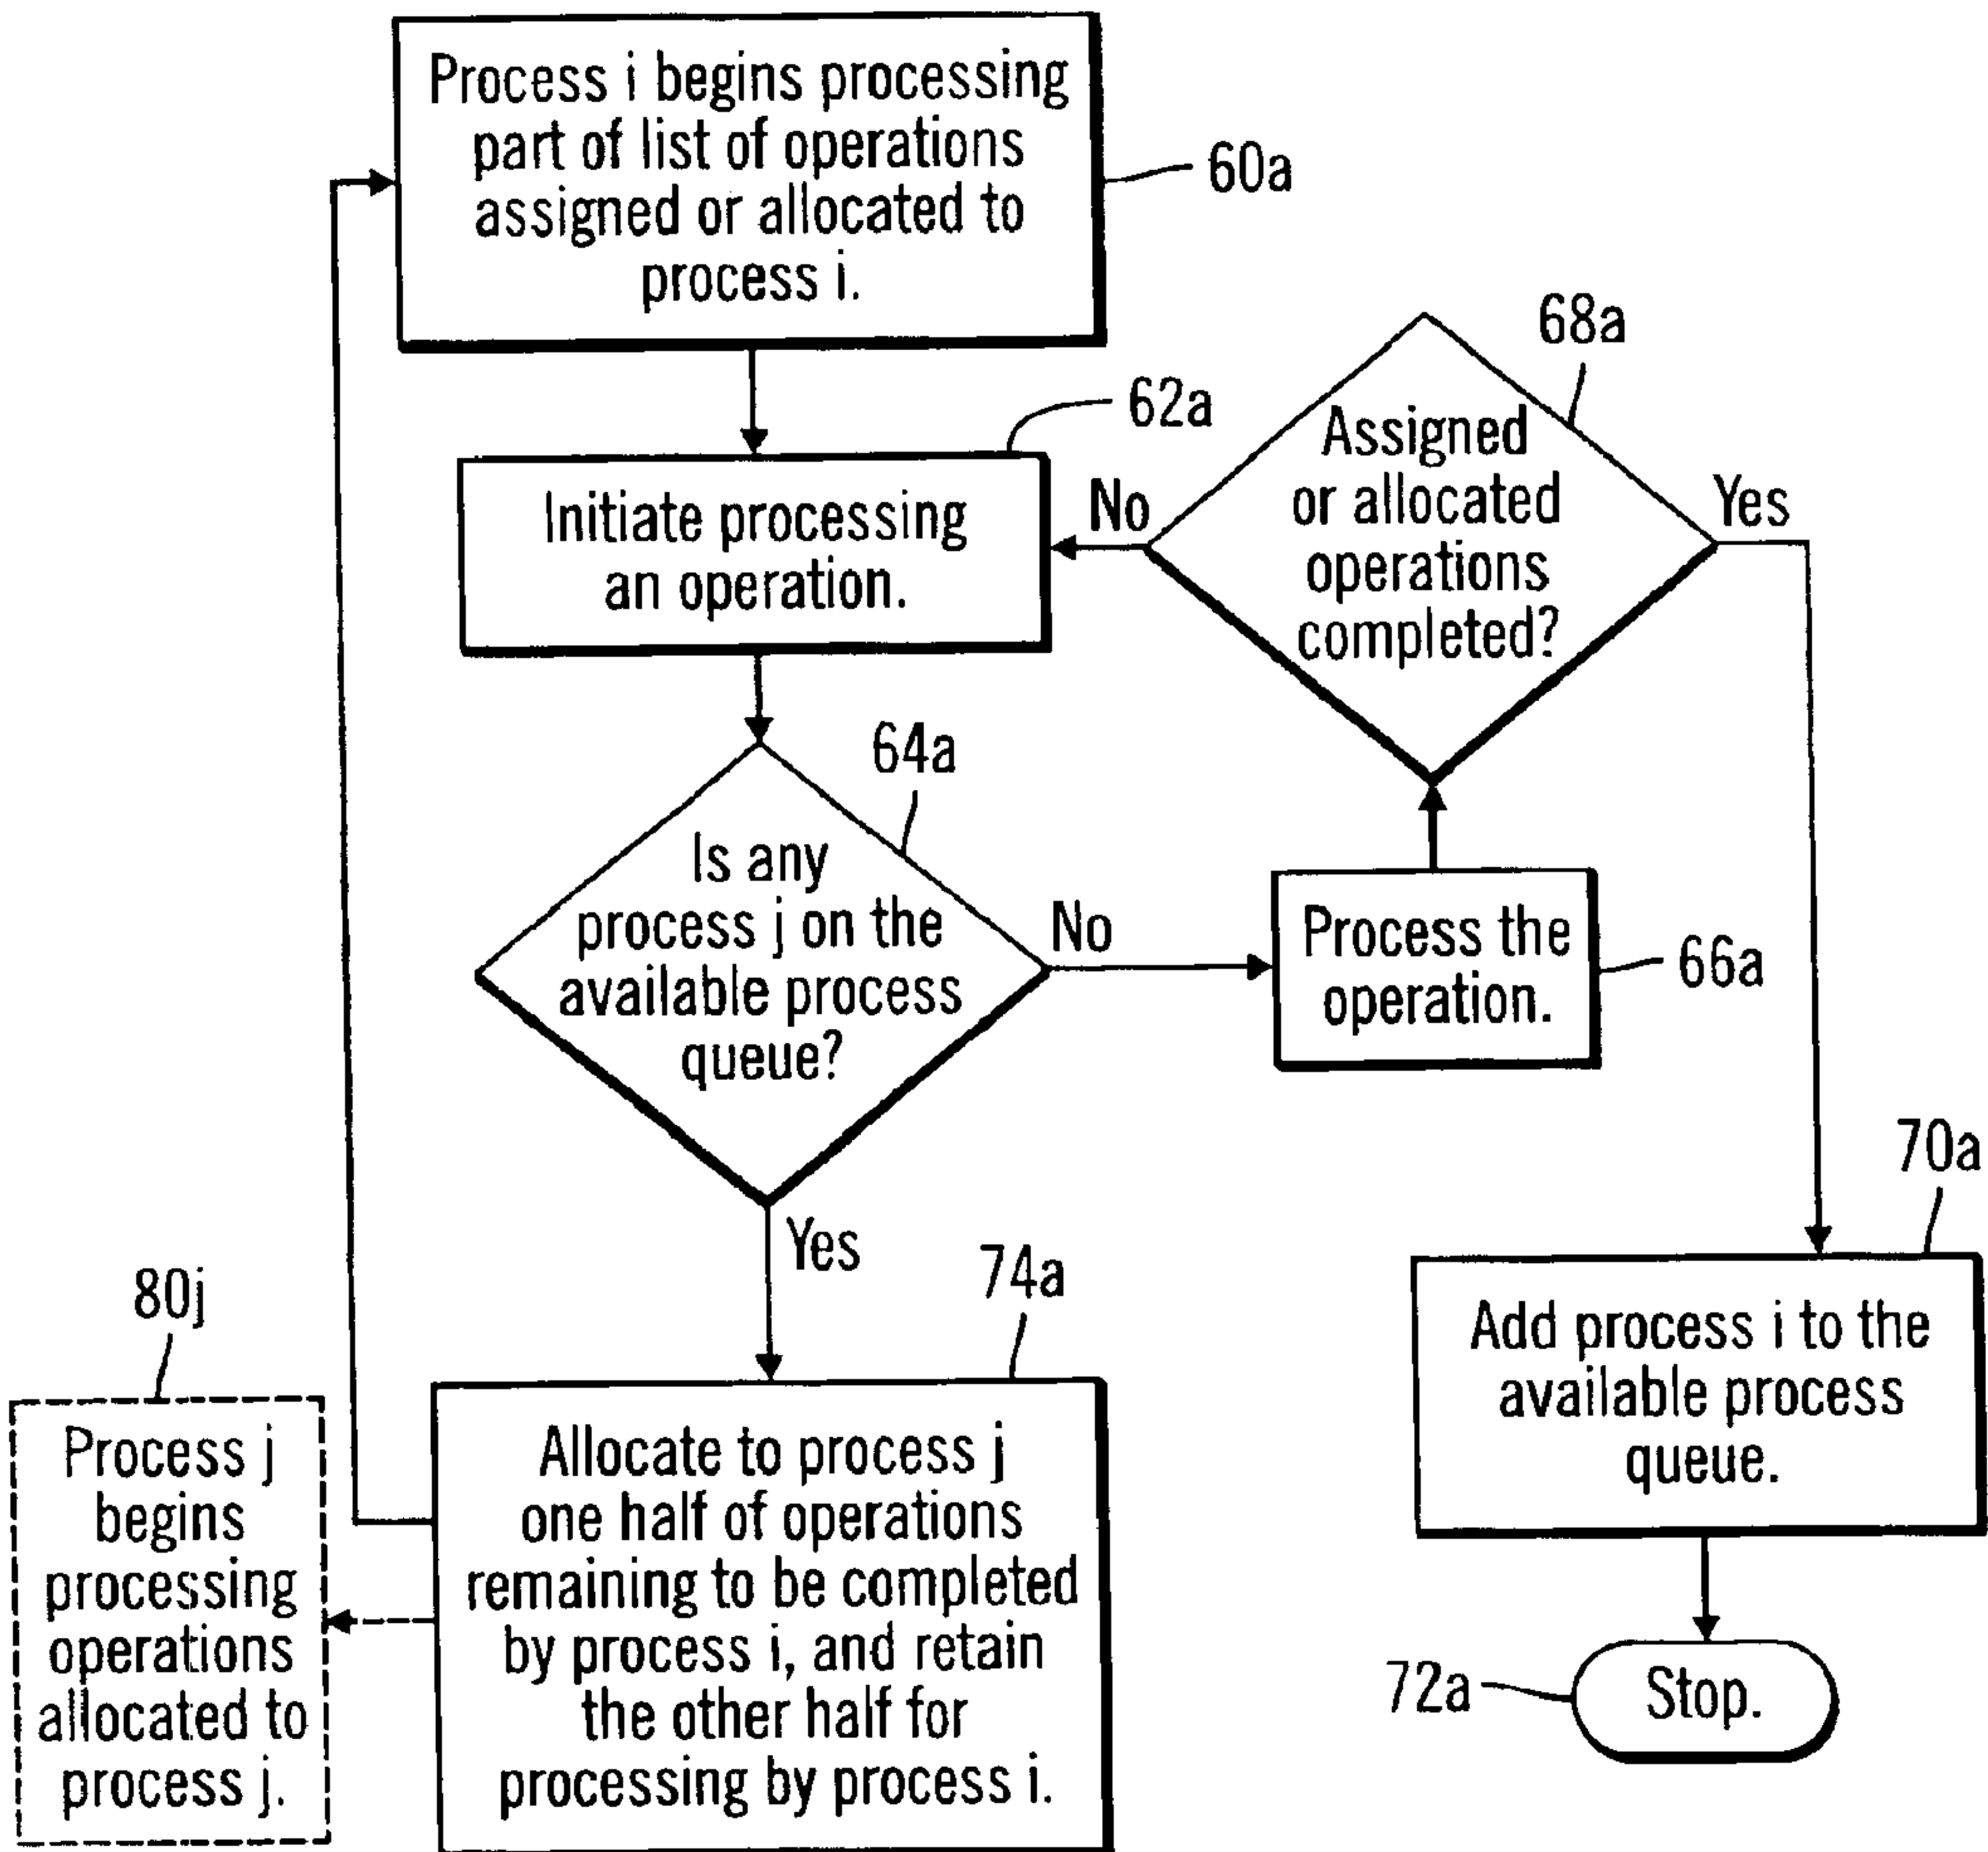 Process i begins processing
part of list of operations
assigned or allocated to
process i.
60a
62a
Initiate processing
an operation.
68a
Assigned
or allocated
operations
completed?
No
Yes
64a
Is any
process j on the
available process
queue?
No
Yes
Process the
operation.
66a
70a
Add process i to the
available process
queue.
72a
Stop.
74a
Allocate to process j
one half of operations
remaining to be completed
by process i, and retain
the other half for
processing by process i.
80j
Process j
begins
processing
operations
allocated to
process j.